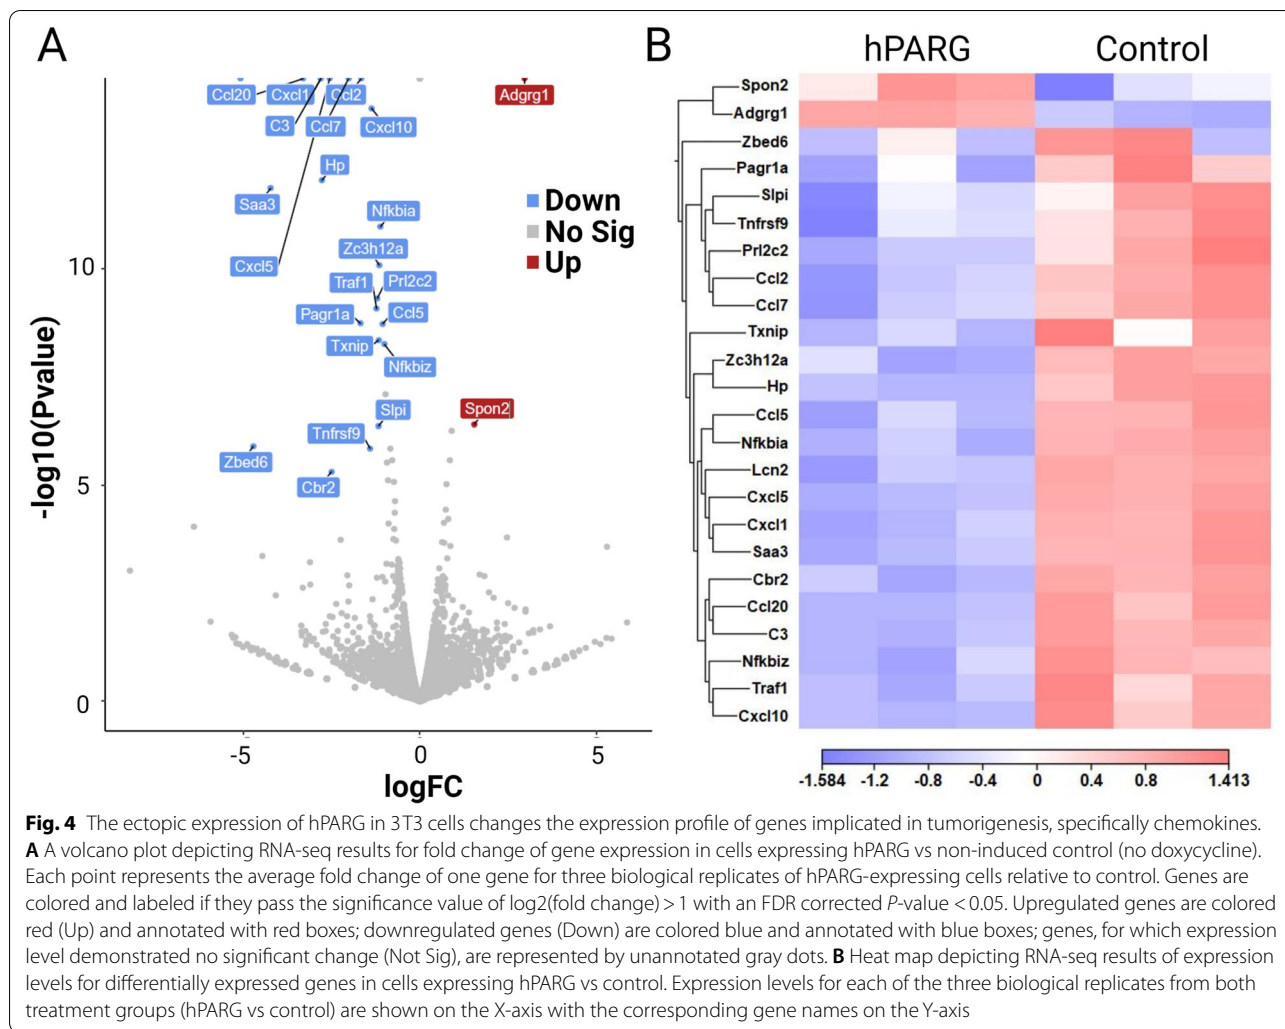 A
Ccl20
Cxcl1
Ccl2
Adgrg1
C3
Ccl7
Cxcl10
Hp
Saa3
Nfkbia
Down
No Sig
Up
Zc3h12a
Cxcl5
Traf1
Prl2c2
Pagr1a
Ccl5
Txnip
Nfkbiz
Slpi
Spon2
Tnfrsf9
Zbed6
Cbr2
10
5
0
-log10(Pvalue)
-5 0 5
logFC
B
hPARG Control
Spon2
Adgrg1
Zbed6
Pagr1a
Slpi
Tnfrsf9
Prl2c2
Ccl2
Ccl7
Txnip
Zc3h12a
Hp
Ccl5
Nfkbia
Lcn2
Cxcl5
Cxcl1
Saa3
Cbr2
Ccl20
C3
Nfkbiz
Traf1
Cxcl10
-1.584 -1.2 -0.8 -0.4 0 0.4 0.8 1.413
Fig. 4 The ectopic expression of hPARG in 3T3 cells changes the expression profile of genes implicated in tumorigenesis, specifically chemokines.
A A volcano plot depicting RNA-seq results for fold change of gene expression in cells expressing hPARG vs non-induced control (no doxycycline).
Each point represents the average fold change of one gene for three biological replicates of hPARG-expressing cells relative to control. Genes are
colored and labeled if they pass the significance value of log2(fold change) > 1 with an FDR corrected P-value < 0.05. Upregulated genes are colored
red (Up) and annotated with red boxes; downregulated genes (Down) are colored blue and annotated with blue boxes; genes, for which expression
level demonstrated no significant change (Not Sig), are represented by unannotated gray dots. B Heat map depicting RNA-seq results of expression
levels for differentially expressed genes in cells expressing hPARG vs control. Expression levels for each of the three biological replicates from both
treatment groups (hPARG vs control) are shown on the X-axis with the corresponding gene names on the Y-axis